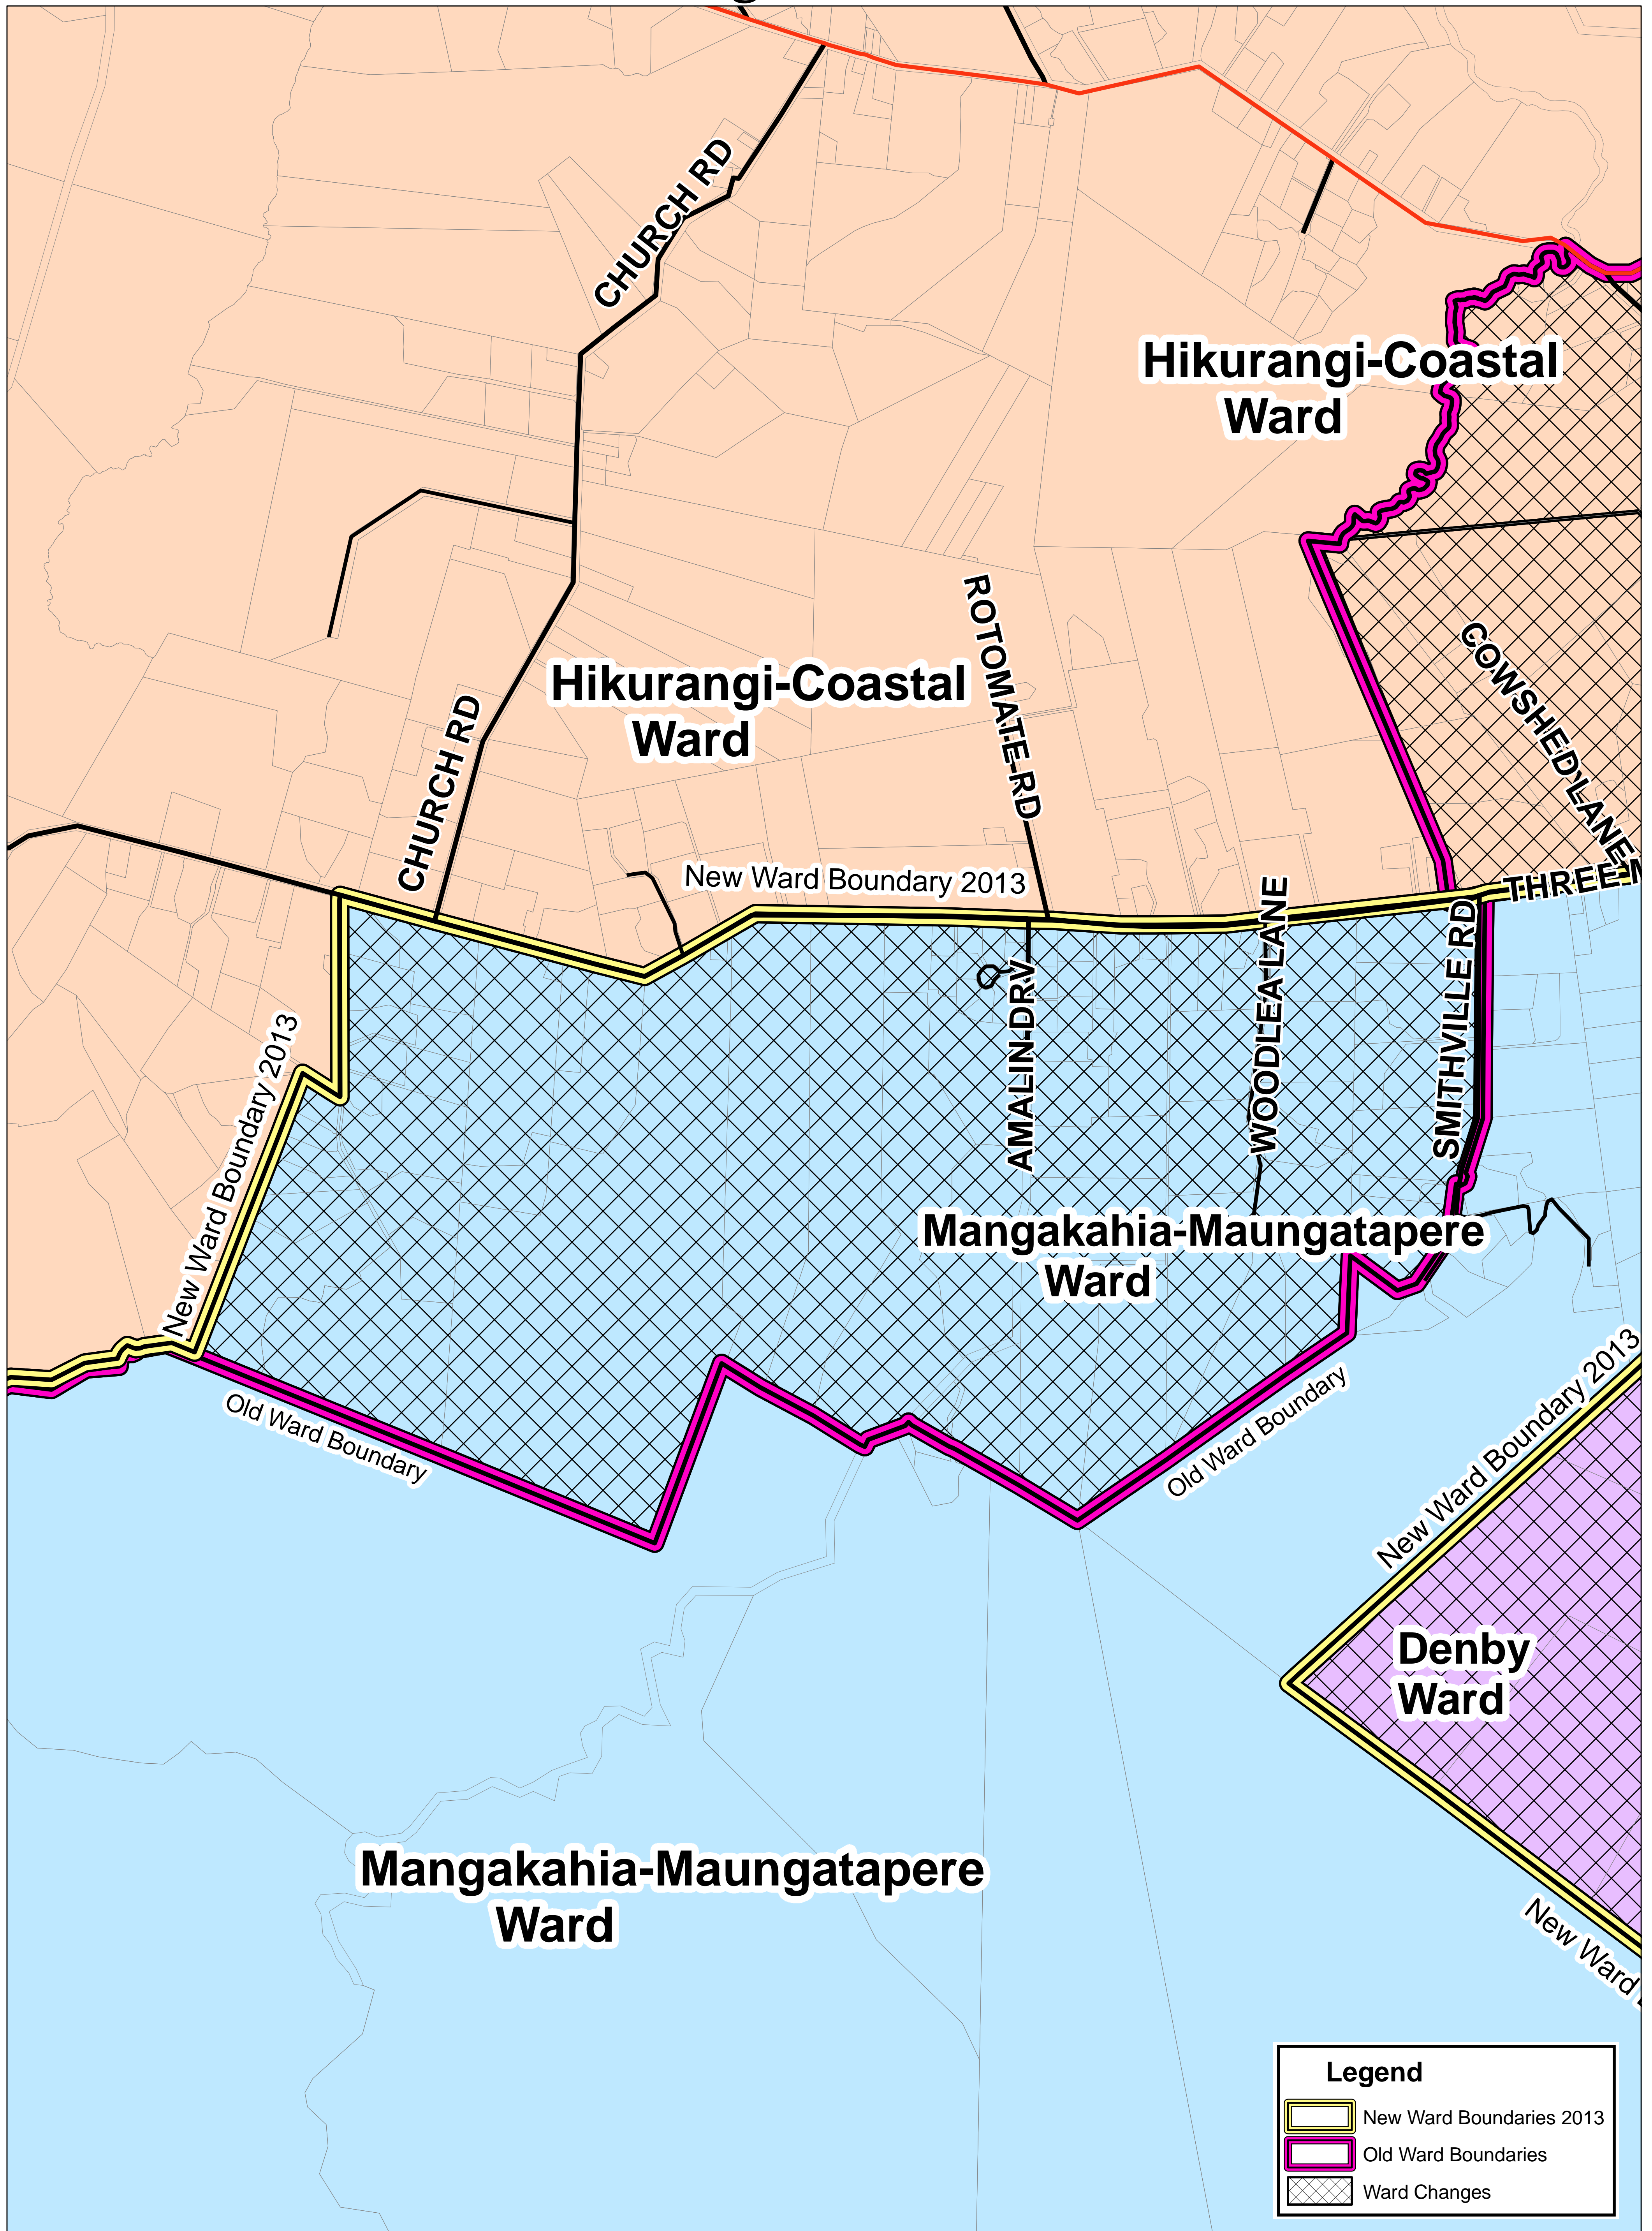 CHURCH RD
Hikurangi-Coastal
Ward
ROTOMATE RD
Hikurangi-Coastal
Ward
COWSHED LANE
CHURCH RD
New Ward Boundary 2013
THREE M
New Ward Boundary 2013
AMALIN DRV
WOODLEA LANE
SMITHVILLE RD
Mangakahia-Maungatapere
Ward
Old Ward Boundary
Old Ward Boundary
New Ward Boundary 2013
Denby
Ward
Mangakahia-Maungatapere
Ward
New Ward
Legend
New Ward Boundaries 2013
Old Ward Boundaries
Ward Changes